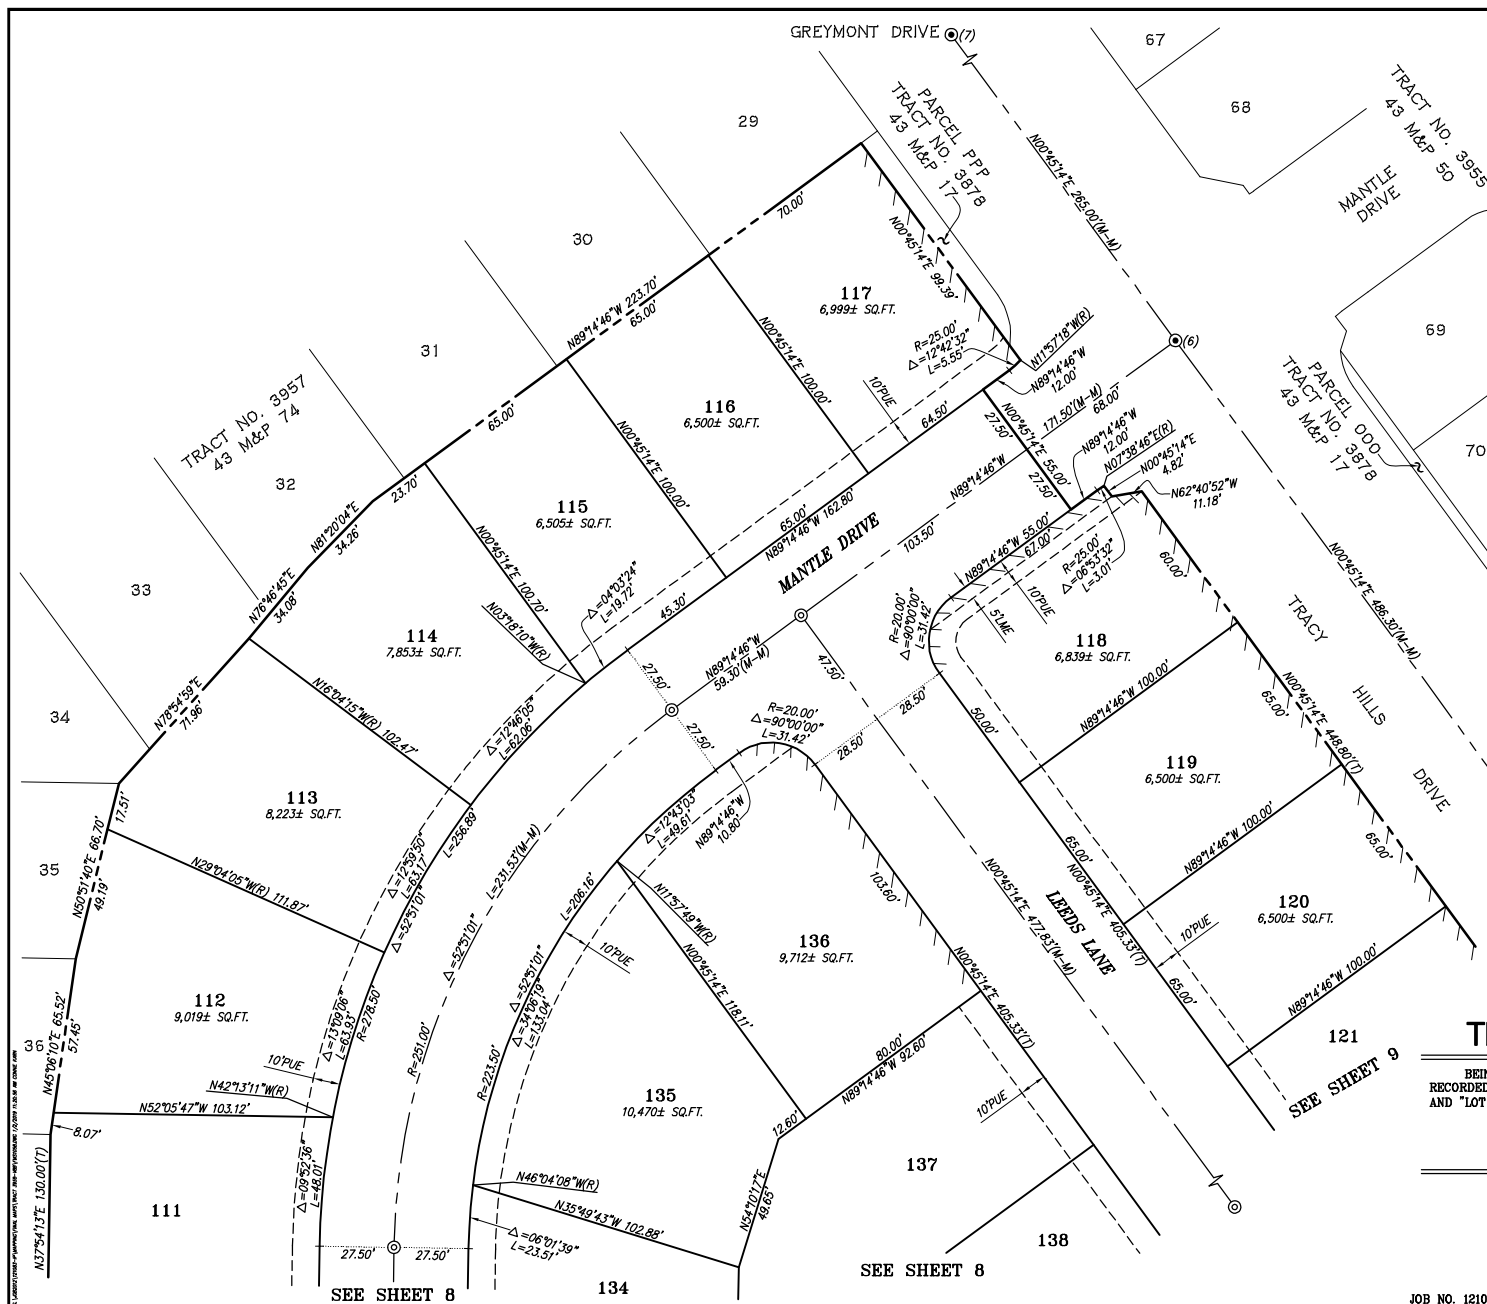 GREYMONT DRIVE
(7)
67
68
TRACT NO. 3955
43 M&P 50
MANTLE
DRIVE
29
PARCEL PPP
TRACT NO. 3878
43 M&P 17
N00°45'14"E 265.00'(M-M)
70.00'
N00°45'14"E 99.39'
30
117
6,999± SQ.FT.
N89°14'46"W 223.70'
65.00'
N00°45'14"E 100.00'
R=25.00'
△=12°42'32"
L=5.55'
N11°57'18"W(R)
N89°14'46"W
12.00'
(6)
69
31
10'PUE
PARCEL OOO
TRACT NO. 3878
43 M&P 17
70
TRACT NO. 3957
43 M&P 74
65.00'
116
6,500± SQ.FT.
N00°45'14"E 100.00'
64.50'
27.50'
N00°45'14"E 55.00'
27.50'
171.50'(M-M)
68.00'
N89°14'46"W
103.50'
N89°14'46"W
12.00'
N07°38'46"E(R)
N00°45'14"E
4.82'
N62°40'52"W
11.18'
32
23.70'
115
6,505± SQ.FT.
N00°45'14"E 100.70'
65.00'
N89°14'46"W 162.80'
MANTLE DRIVE
N81°20'04"E
34.26'
33
N76°46'45"E
34.08'
114
7,853± SQ.FT.
N03°18'10"W(R)
△=04°03'24"
L=19.72'
45.30'
N89°14'46"W 55.00'
67.00'
R=25.00'
△=06°53'32"
L=3.01'
60.00'
10'PUE
5'LME
R=20.00'
△=90°00'00"
L=31.42'
118
6,839± SQ.FT.
N00°45'14"E 486.30'(M-M)
TRACY
HILLS
DRIVE
N89°14'46"W
59.30'(M-M)
27.50'
27.50'
47.50'
28.50'
28.50'
50.00'
N89°14'46"W 100.00'
65.00'
N00°45'14"E 448.80'(T)
34
N78°54'59"E
71.96'
N16°04'15"W(R) 102.47'
△=12°46'05"
L=62.06'
R=20.00'
△=90°00'00"
L=31.42'
119
6,500± SQ.FT.
17.51'
113
8,223± SQ.FT.
L=256.89'
△=12°43'03"
L=49.61'
N89°14'46"W
10.80'
65.00'
N00°45'14"E 405.33'(T)
N89°14'46"W 100.00'
65.00'
35
N50°51'40"E 66.70'
49.19'
N29°04'05"W(R) 111.87'
△=12°59'50"
L=63.17'
△=52°51'01"
L=231.53'(M-M)
△=52°51'01"
R=251.00'
L=206.16'
N11°57'49"W(R)
103.60'
N00°45'14"E 477.83'(M-M)
LEEDS LANE
120
6,500± SQ.FT.
10'PUE
65.00'
N89°14'46"W 100.00'
112
9,019± SQ.FT.
10'PUE
△=52°51'01"
△=34°06'19"
L=133.04'
R=223.50'
N00°45'14"E 118.11'
136
9,712± SQ.FT.
N00°45'14"E 405.33'(T)
36
N45°06'10"E 65.52'
57.45'
△=13°09'06"
L=63.93'
R=278.50'
10'PUE
N42°13'11"W(R)
N52°05'47"W 103.12'
8.07'
80.00'
N89°14'46"W 92.60'
12.60'
10'PUE
121
SEE SHEET 9
BEIN
RECORDED
AND "LOT
135
10,470± SQ.FT.
N37°54'13"E 130.00'(T)
111
△=09°52'36"
L=48.01'
N46°04'08"W(R)
N35°49'43"W 102.88'
N54°10'17"E
49.65'
137
138
27.50'
27.50'
△=06°01'39"
L=23.51'
134
SEE SHEET 8
SEE SHEET 8
JOB NO. 1210